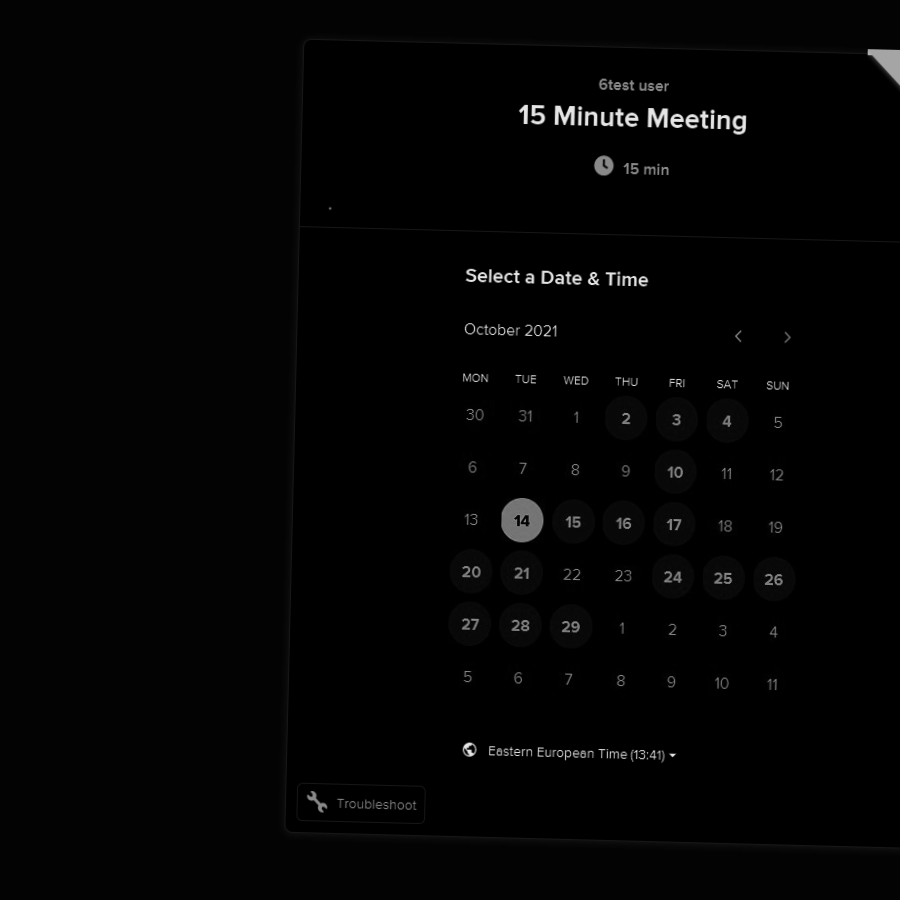 6test user
15 Minute Meeting
15 min
Select a Date & Time
October 2021
MON TUE WED THU FRI SAT SUN
30 31 1 2 3 4 5
6 7 8 9 10 11 12
13 14 15 16 17 18 19
20 21 22 23 24 25 26
27 28 29 1 2 3 4
5 6 7 8 9 10 11
Eastern European Time (13:41)
Troubleshoot